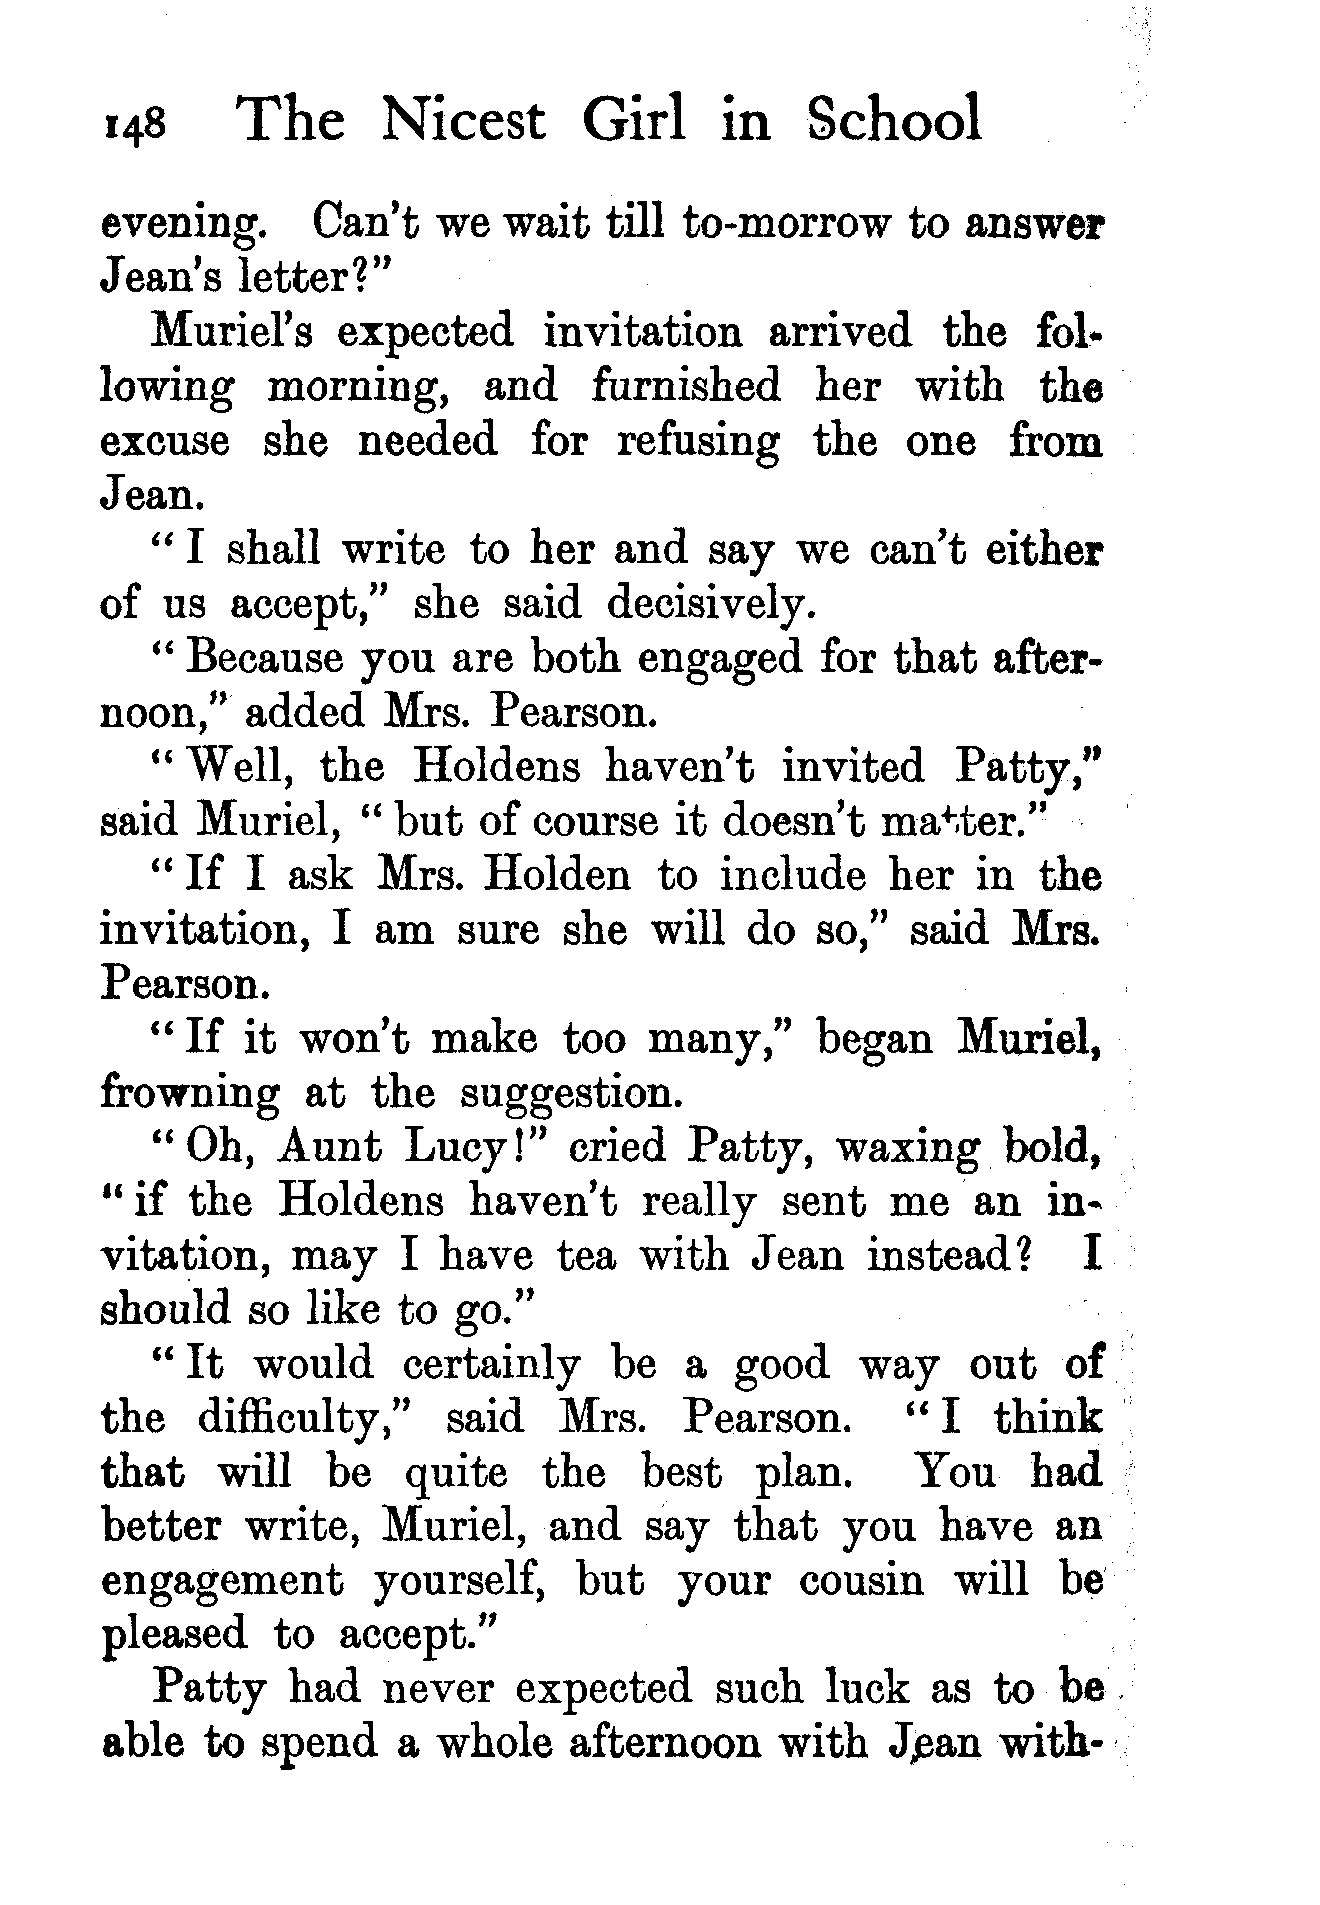 148 The Nicest Girl in School
evening. Can't we wait till to-morrow to answer
Jean's letter?"
Muriel's expected invitation arrived the fol-
lowing morning, and furnished her with the
excuse she needed for refusing the one from
Jean.
"I shall write to her and say we can't either
of us accept," she said decisively.
"Because you are both engaged for that after-
noon," added Mrs. Pearson.
"Well, the Holdens haven't invited Patty,"
said Muriel, "but of course it doesn't matter."
"If I ask Mrs. Holden to include her in the
invitation, I am sure she will do so," said Mrs.
Pearson.
"If it won't make too many," began Muriel,
frowning at the suggestion.
"Oh, Aunt Lucy!" cried Patty, waxing bold,
"if the Holdens haven't really sent me an in-
vitation, may I have tea with Jean instead? I
should so like to go."
"It would certainly be a good way out of
the difficulty," said Mrs. Pearson. "I think
that will be quite the best plan. You had
better write, Muriel, and say that you have an
engagement yourself, but your cousin will be
pleased to accept."
Patty had never expected such luck as to be
able to spend a whole afternoon with Jean with-